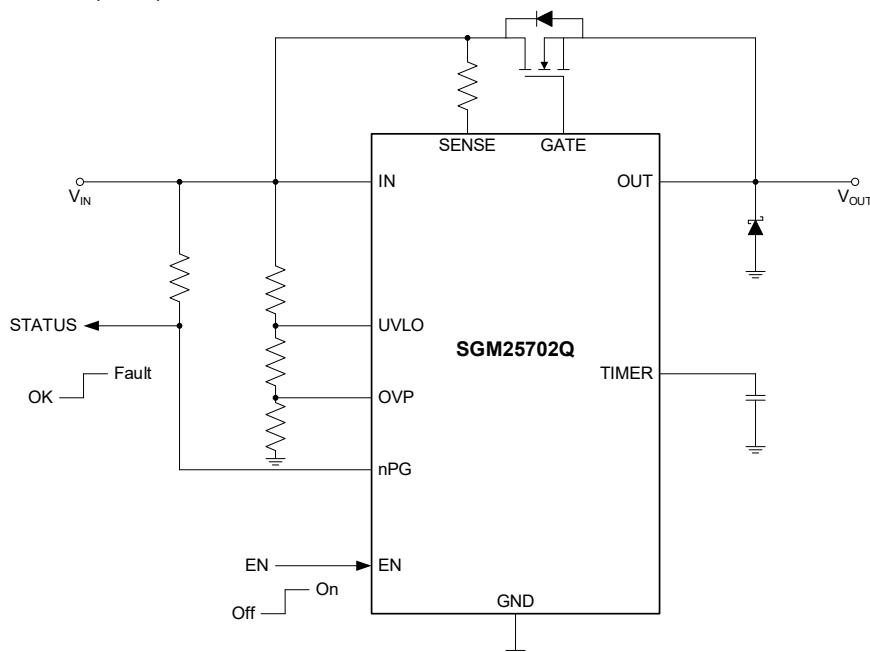 SENSE
GATE
IN
OUT
VIN
VOUT
STATUS
UVLO
SGM25702Q
Fault
TIMER
OK
OVP
nPG
EN
EN
On
Off
GND